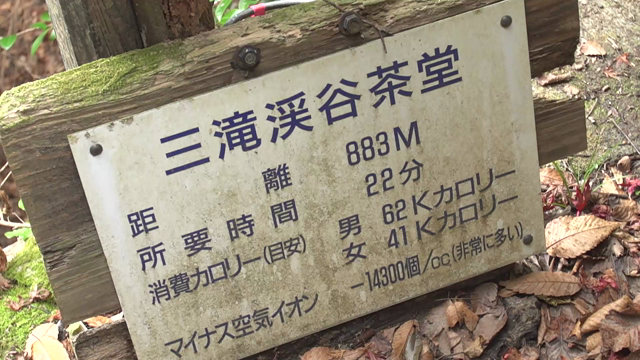 三滝渓谷茶堂
距離 883M
所要時間 22分
消費カロリー(目安) 男 62Kカロリー
女 41Kカロリー
マイナス空気イオン −14300個/cc(非常に多い)